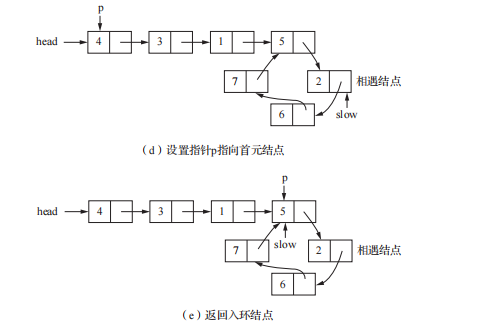 p
head 4 3 1 5
7 2 相遇结点
6 slow
（d）设置指针p指向首元结点
p
head 4 3 1 5
7 slow 2 相遇结点
6
（e）返回入环结点